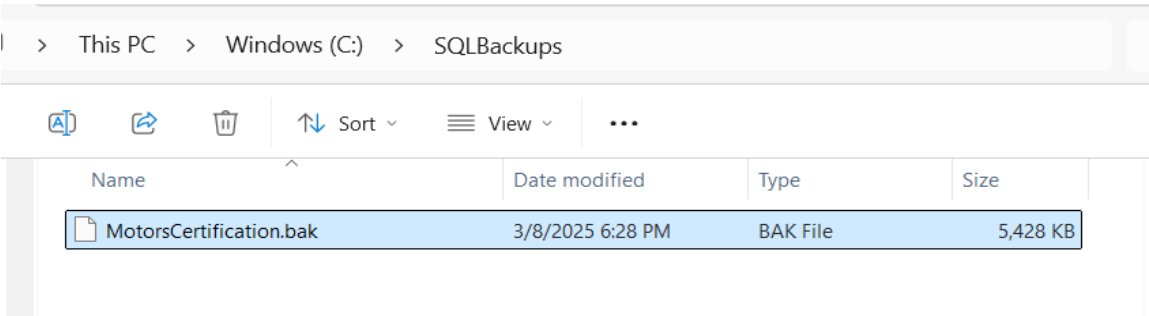 > This PC > Windows (C:) > SQLBackups
A Sort View •••
Name Date modified Type Size
MotorsCertification.bak 3/8/2025 6:28 PM BAK File 5,428 KB